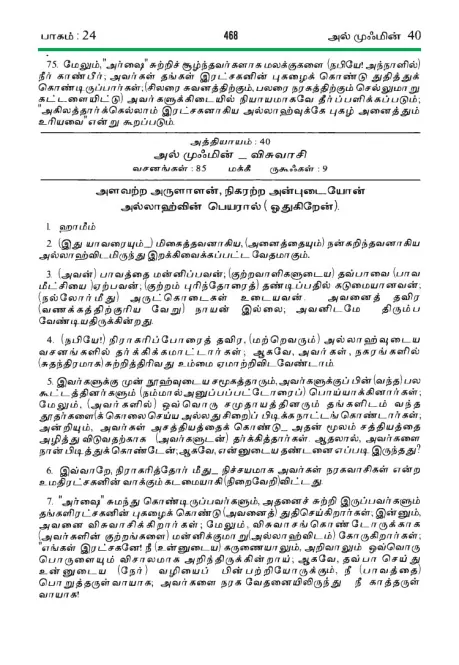 பாகம் : 24 468 அல் முஃமின் 40
75. மேலும், "அர்ஷை" சுற்றிச் சூழ்ந்தவர்களாக மலக்குகளை (நபியே! அந்நாளில்)
நீர் காண்பீர்; அவர்கள் தங்கள் இரட்சகனின் புகழைக் கொண்டு துதித்துக்
கொண்டிருப்பார்கள்; (சிலரை சுவனத்திற்கும், பலரை நரகத்திற்கும் செல்லுமாறு
கட்டளையிட்டு) அவர்களுக்கிடையில் நியாயமாகவே தீர்ப்பளிக்கப்படும்;
"அகிலத்தார்க்கெல்லாம் இரட்சகனாகிய அல்லாஹ்வுக்கே புகழ் அனைத்தும்
உரியவை" என்று கூறப்படும்.
அத்தியாயம் : 40
அல் முஃமின் _ விசுவாசி
வசனங்கள் : 85 மக்கீ ருகூஃகள் : 9
அளவற்ற அருளாளன், நிகரற்ற அன்புடையோன்
அல்லாஹ்வின் பெயரால் ( ஓதுகிறேன்).
1. ஹாமீம்
2. (இது யாவரையும்_) மிகைத்தவனாகிய, (அனைத்தையும்) நன்கறிந்தவனாகிய
அல்லாஹ்விடமிருந்து இறக்கிவைக்கப்பட்ட வேதமாகும்.
3. (அவன்) பாவத்தை மன்னிப்பவன்; (குற்றவாளிகளுடைய) தவ்பாவை (பாவ
மீட்சியை) ஏற்பவன்; (குற்றம் புரிந்தோரைத்) தண்டிப்பதில் கடுமையானவன்;
(நல்லோர்மீது) அருட்கொடைகள் உடையவன். அவனைத் தவிர
(வணக்கத்திற்குரிய வேறு) நாயன் இல்லை; அவனிடமே திரும்ப
வேண்டியதிருக்கின்றது.
4. (நபியே!) நிராகரிப்போரைத் தவிர, (மற்றெவரும்) அல்லாஹ்வுடைய
வசனங்களில் தர்க்கிக்கமாட்டார்கள்; ஆகவே, அவர்கள், நகரங்களில்
(சுதந்திரமாக) சுற்றித்திரிவது உம்மை ஏமாற்றிவிடவேண்டாம்.
5. இவர்களுக்கு முன் நூஹ்வுடைய சமூகத்தாரும், அவர்களுக்குப் பின் (வந்த) பல
கூட்டத்தினர்களும் (நம்மால் அனுப்பப்பட்டோரைப்) பொய்யாக்கினார்கள்;
மேலும், (அவர்களில்) ஒவ்வொரு சமுதாயத்தினரும் தங்களிடம் வந்த
தூதர்களை(க் கொலை செய்ய அல்லது சிறை)ப் பிடிக்க நாட்டங்கொண்டார்கள்;
அன்றியும், அவர்கள் அசத்தியத்தைக் கொண்டு_ அதன் மூலம் சத்தியத்தை
அழித்து விடுவதற்காக (அவர்களுடன்) தர்க்கித்தார்கள். ஆதலால், அவர்களை
நான் பிடித்துக்கொண்டேன்; ஆகவே, என்னுடைய தண்டனை எப்படி இருந்தது?
6. இவ்வாறே, நிராகரித்தோர் மீது_ நிச்சயமாக அவர்கள் நரகவாசிகள் என்ற
உமதிரட்சகனின் வாக்கும் கடமையாகி (நிறைவேறி)விட்டது.
7. "அர்ஷை" சுமந்து கொண்டிருப்பவர்களும், அதனைச் சுற்றி இருப்பவர்களும்
தங்களிரட்சகனின் புகழைக் கொண்டு (அவனைத்) துதிசெய்கிறார்கள்; இன்னும்,
அவனை விசுவாசிக்கிறார்கள்; மேலும், விசுவாசங்கொண்டோருக்காக
(அவர்களின் குற்றங்களை) மன்னிக்குமாறு (அல்லாஹ்விடம்) கோருகிறார்கள்;
"எங்கள் இரட்சகனே! நீ (உன்னுடைய) கருணையாலும், அறிவாலும் ஒவ்வொரு
பொருளையும் விசாலமாக அறிந்திருக்கின்றாய்; ஆகவே, தவ்பா செய்து
உன்னுடைய (நேர்) வழியைப் பின்பற்றியோருக்கும், நீ (பாவத்தை)
பொறுத்தருள்வாயாக; அவர்களை நரக வேதனையிலிருந்து நீ காத்தருள்
வாயாக!